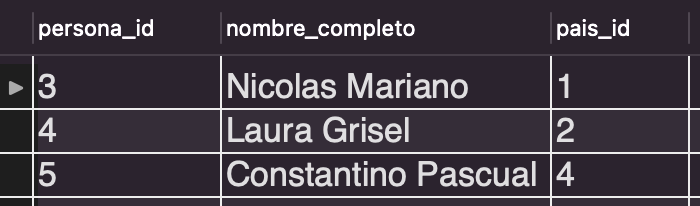 persona_id nombre_completo pais_id
3 Nicolas Mariano 1
4 Laura Grisel 2
5 Constantino Pascual 4